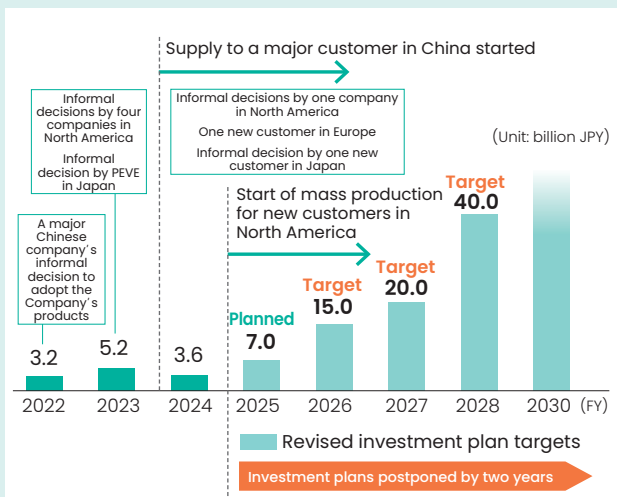 Supply to a major customer in China started
Informal
decisions by four
companies in
North America
Informal
decision by PEVE
in Japan
Informal decisions by one company
in North America
One new customer in Europe
Informal decision by one new
customer in Japan
(Unit: billion JPY)
A major
Chinese
company's
informal
decision to
adopt the
Company's
products
Start of mass production
for new customers in
North America
Target
40.0
Target
20.0
Target
15.0
Planned
7.0
3.2
5.2
3.6
2022 2023 2024 2025 2026 2027 2028 2030 (FY)
Revised investment plan targets
Investment plans postponed by two years